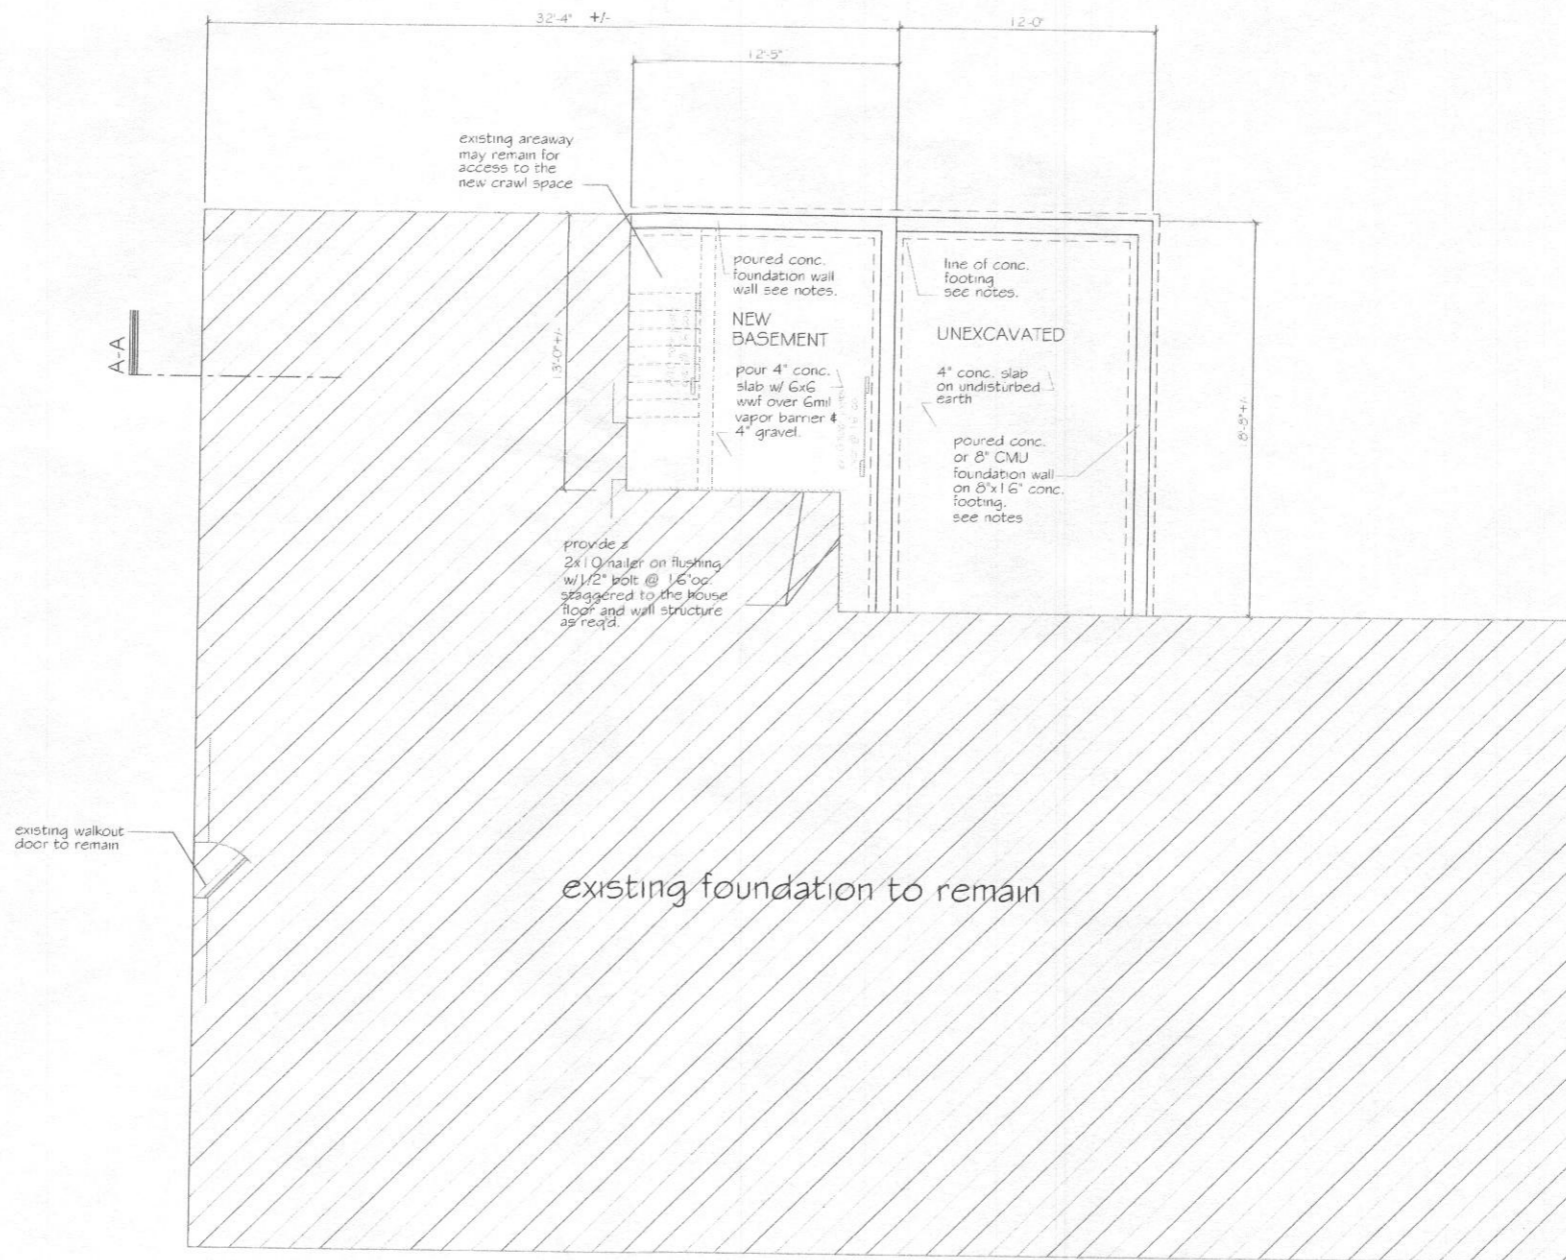 32'-4" +/-
12'-0"
12'-5"
existing areaway
may remain for
access to the
new crawl space
poured conc.
foundation wall
wall see notes.
line of conc.
footing
see notes.
NEW
BASEMENT
UNEXCAVATED
A-A
13'-0"+/-
pour 4" conc.
slab w/ 6x6
wwf over 6mil
vapor barrier &
4" gravel.
4" conc. slab
on undisturbed
earth
poured conc.
or 8" CMU
foundation wall
on 8"x16" conc.
footing.
see notes
provide
2x10 nailer on flushing
w/1/2" bolt @ 16"oc
staggered to the house
floor and wall structure
as req'd.
existing walkout
door to remain
existing foundation to remain